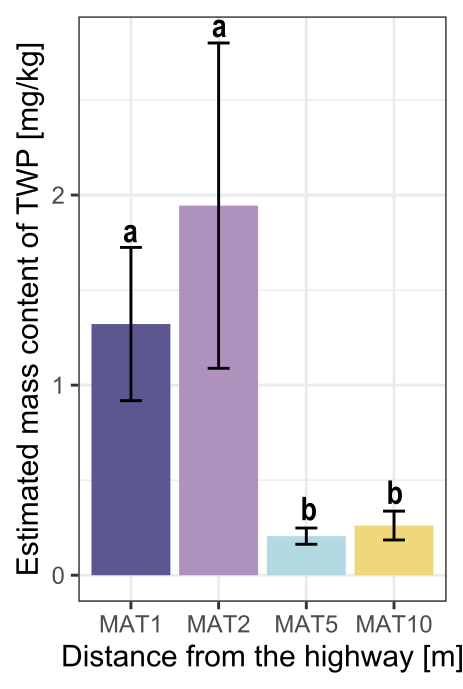 Estimated mass content of TWP [mg/kg]
a
a
b
b
2
1
0
MAT1 MAT2 MAT5 MAT10
Distance from the highway [m]